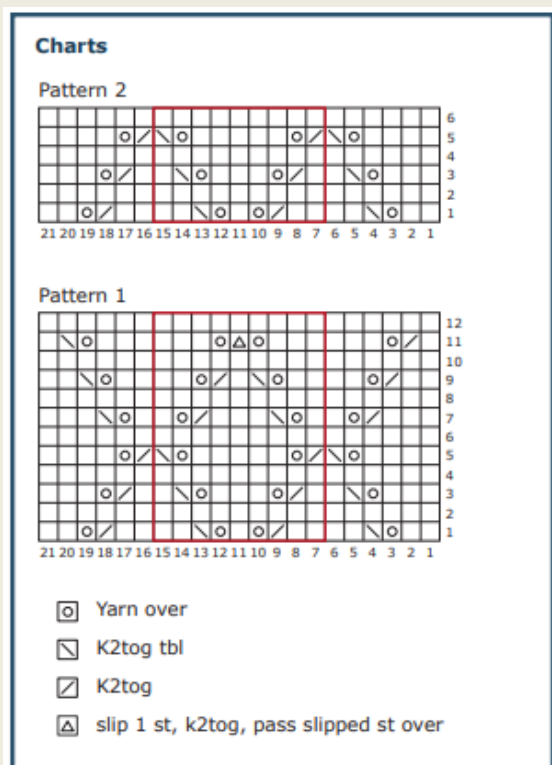 Charts
Pattern 2
6
5
4
3
2
1
21 20 19 18 17 16 15 14 13 12 11 10 9 8 7 6 5 4 3 2 1
Pattern 1
12
11
10
9
8
7
6
5
4
3
2
1
21 20 19 18 17 16 15 14 13 12 11 10 9 8 7 6 5 4 3 2 1
Yarn over
K2tog tbl
K2tog
slip 1 st, k2tog, pass slipped st over